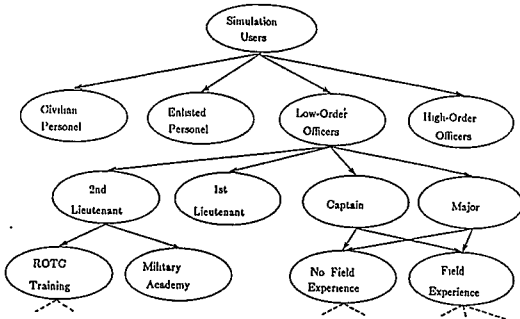 Simulation
Users
Civilian
Personel
Enlisted
Personel
Low-Order
Officers
High-Order
Officers
2nd
Lieutenant
1st
Lieutenant
Captain
Major
ROTC
Training
Military
Academy
No Field
Experience
Field
Experience